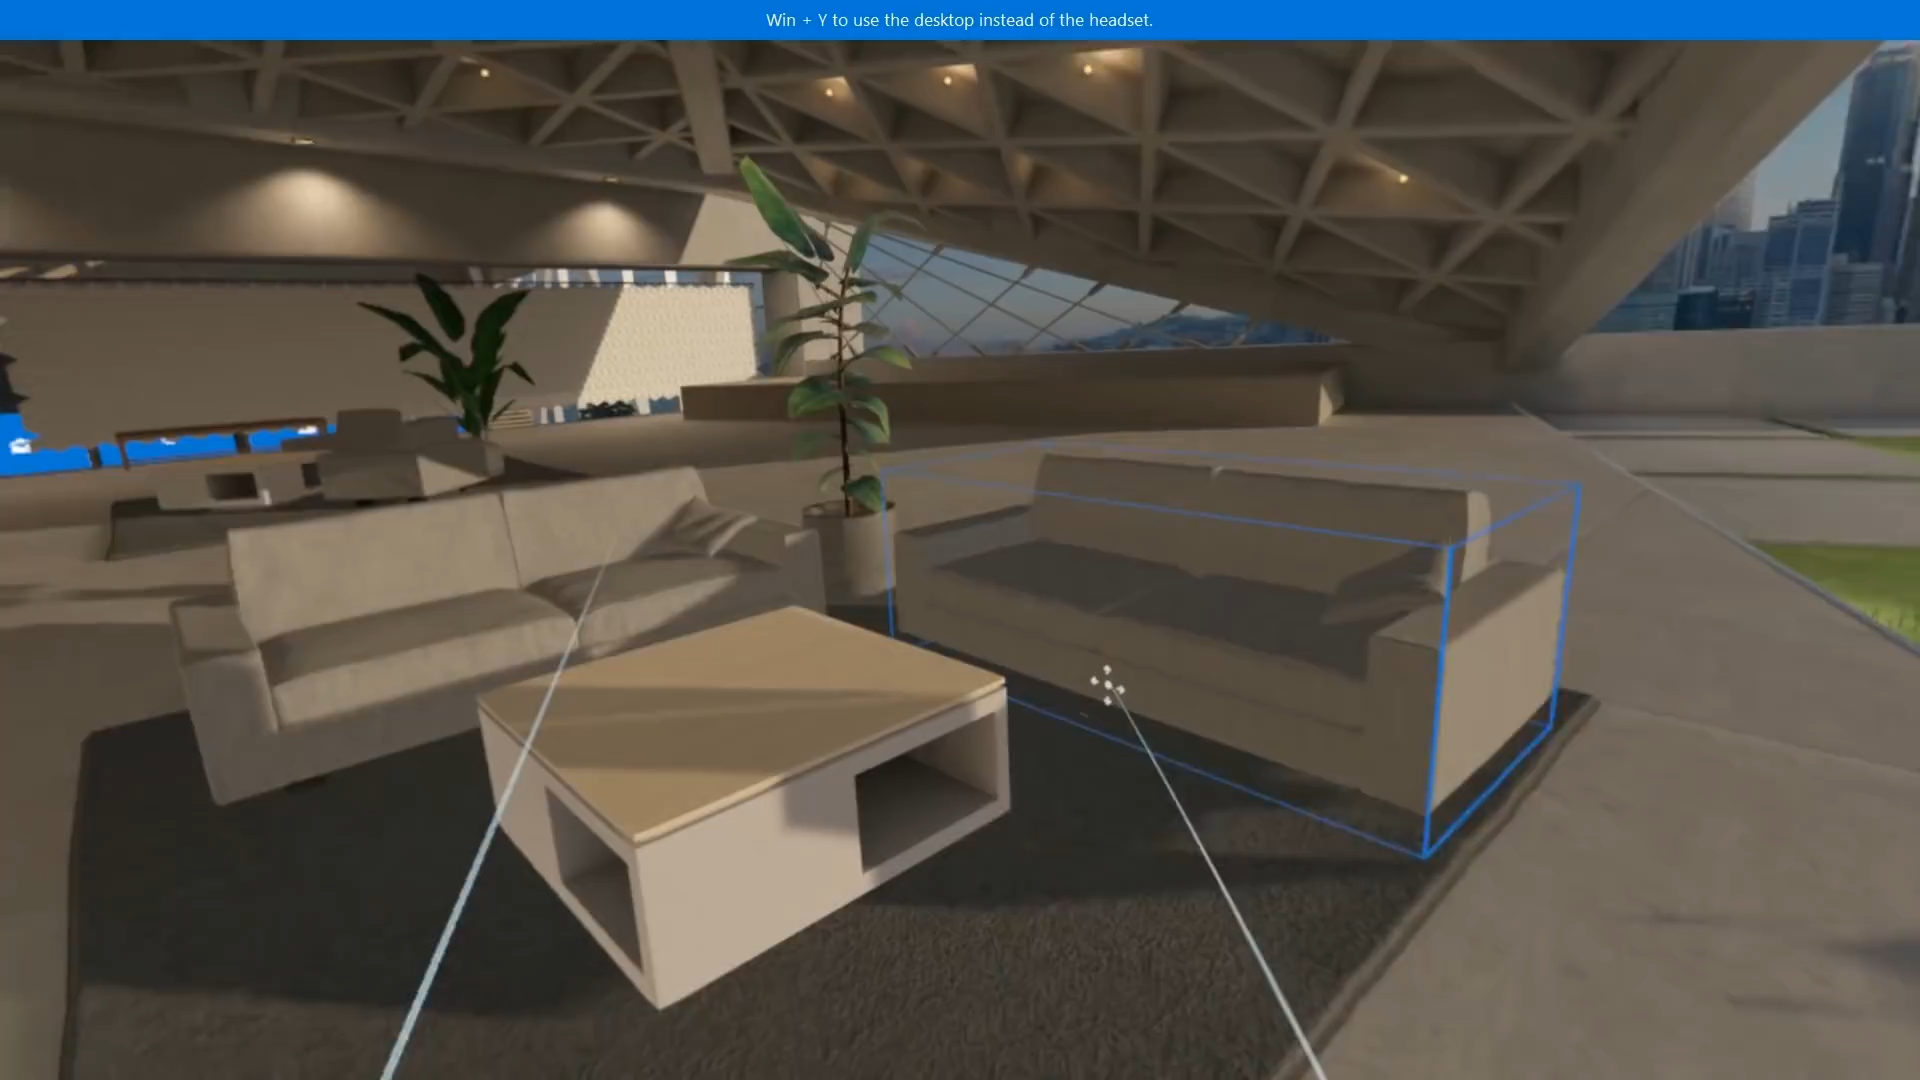 Win + Y to use the desktop instead of the headset.